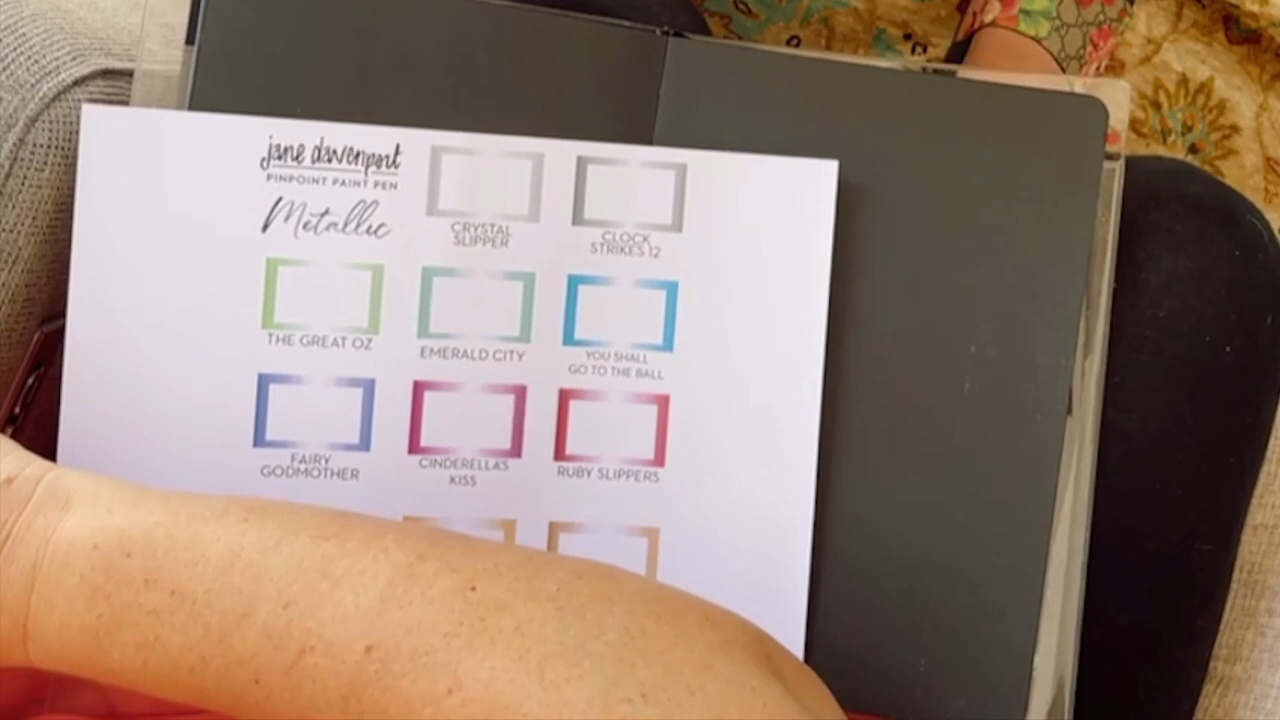 jane davenport
PINPOINT PAINT PEN
Metallic
CRYSTAL
SLIPPER
CLOCK
STRIKES 12
THE GREAT OZ
EMERALD CITY
YOU SHALL
GO TO THE BALL
FAIRY
GODMOTHER
CINDERELLA'S
KISS
RUBY SLIPPERS